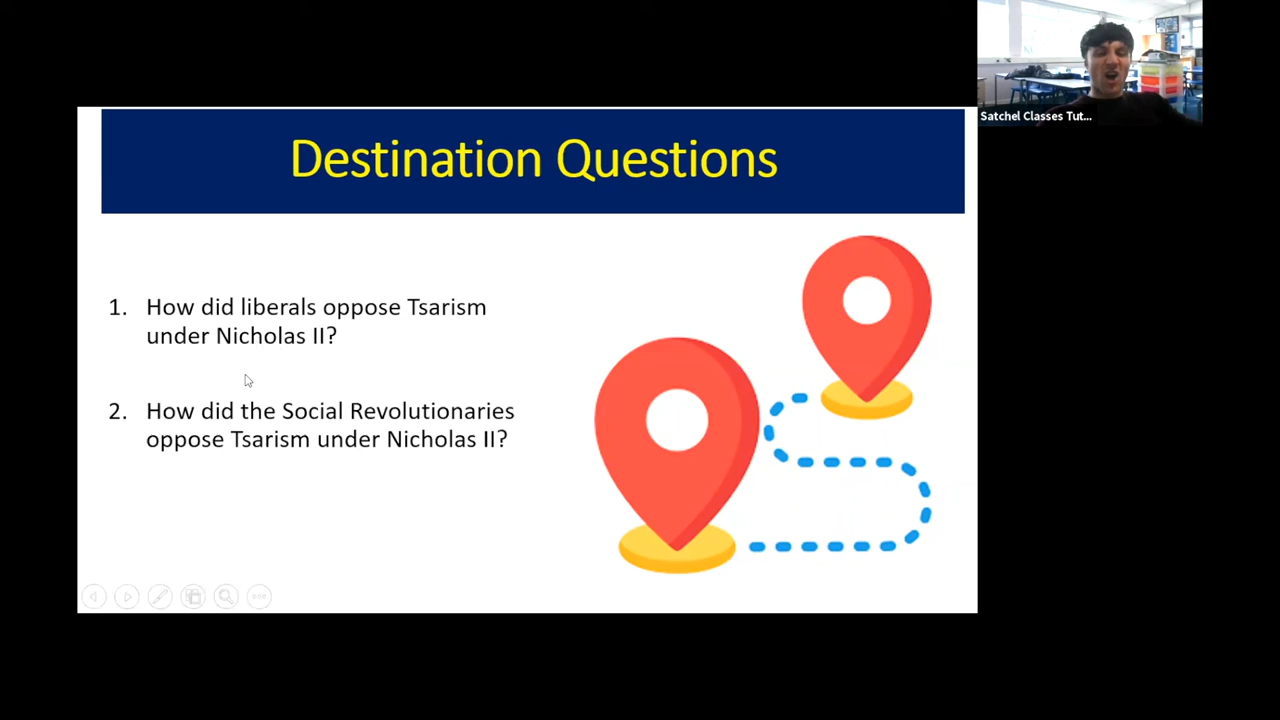 Satchel Classes Tut...
Destination Questions
1. How did liberals oppose Tsarism
under Nicholas II?
2. How did the Social Revolutionaries
oppose Tsarism under Nicholas II?